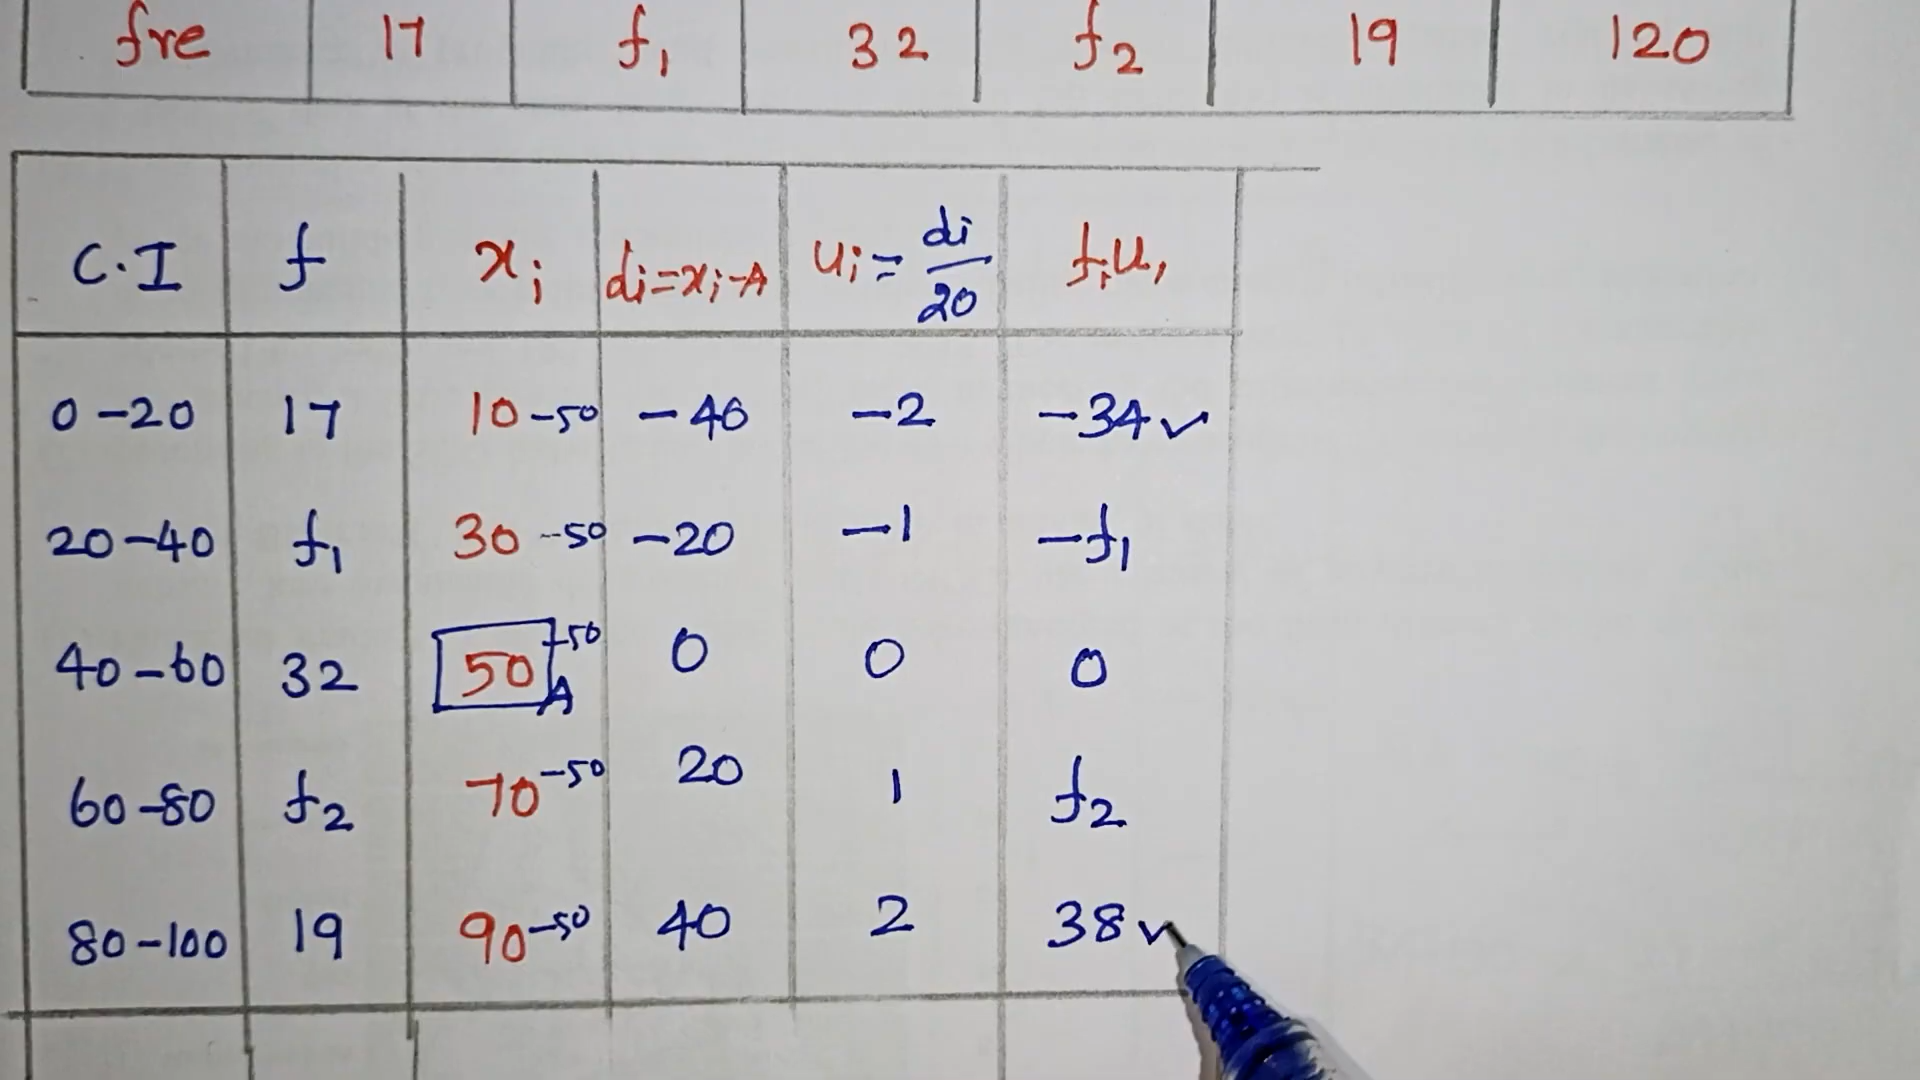 fre 17 f₁ 32 f₂ 19 120
C.I f xᵢ dᵢ=xᵢ-A uᵢ=dᵢ/20 fᵢuᵢ
0-20 17 10-50 -40 -2 -34✓
20-40 f₁ 30-50 -20 -1 -f₁
40-60 32 50-50 A 0 0 0
60-80 f₂ 70-50 20 1 f₂
80-100 19 90-50 40 2 38✓